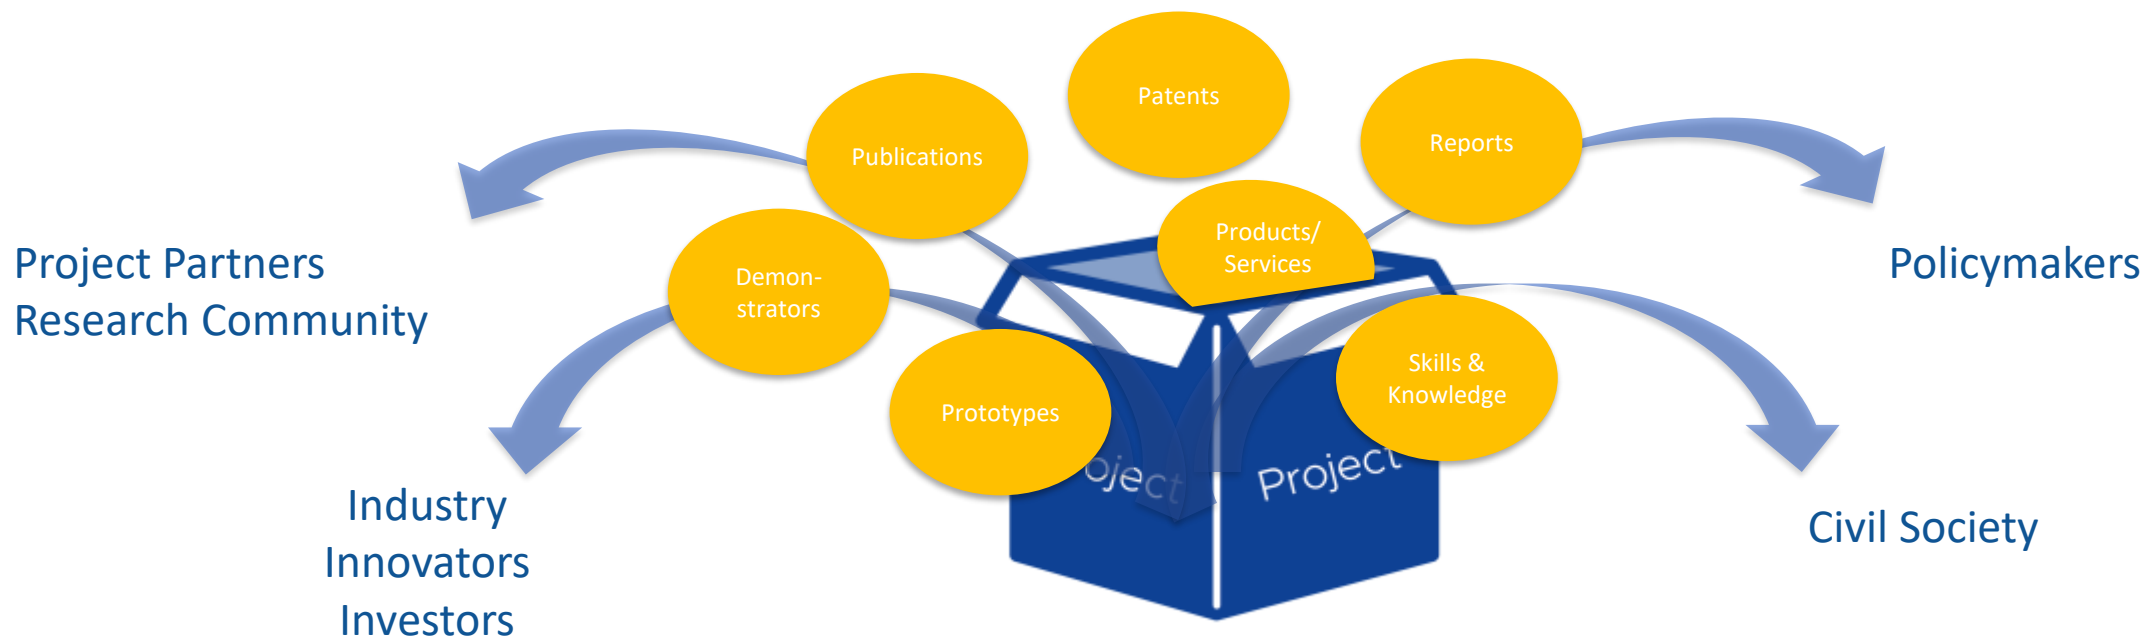 Patents
Publications
Reports
Products/
Services
Demon-
strators
Project Partners
Research Community
Policymakers
Skills &
Knowledge
Prototypes
oject
Project
Industry
Innovators
Investors
Civil Society